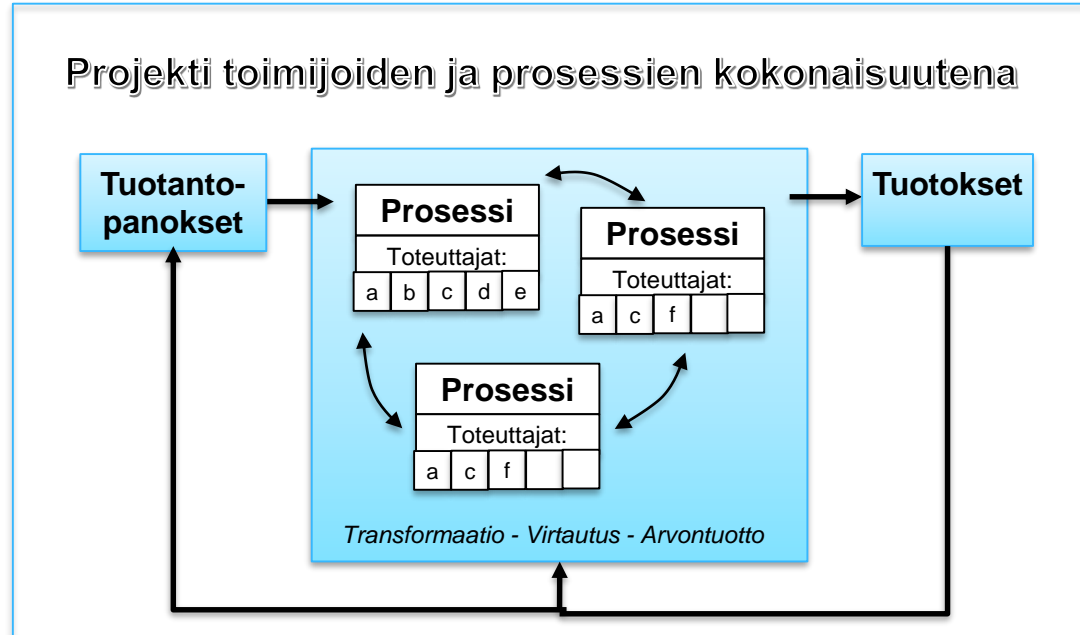 Projekti toimijoiden ja prosessien kokonaisuutena
Tuotanto-
panokset
Prosessi
Toteuttajat:
a b c d e
Prosessi
Toteuttajat:
a c f
Prosessi
Toteuttajat:
a c f
Transformaatio - Virtautus - Arvontuotto
Tuotokset